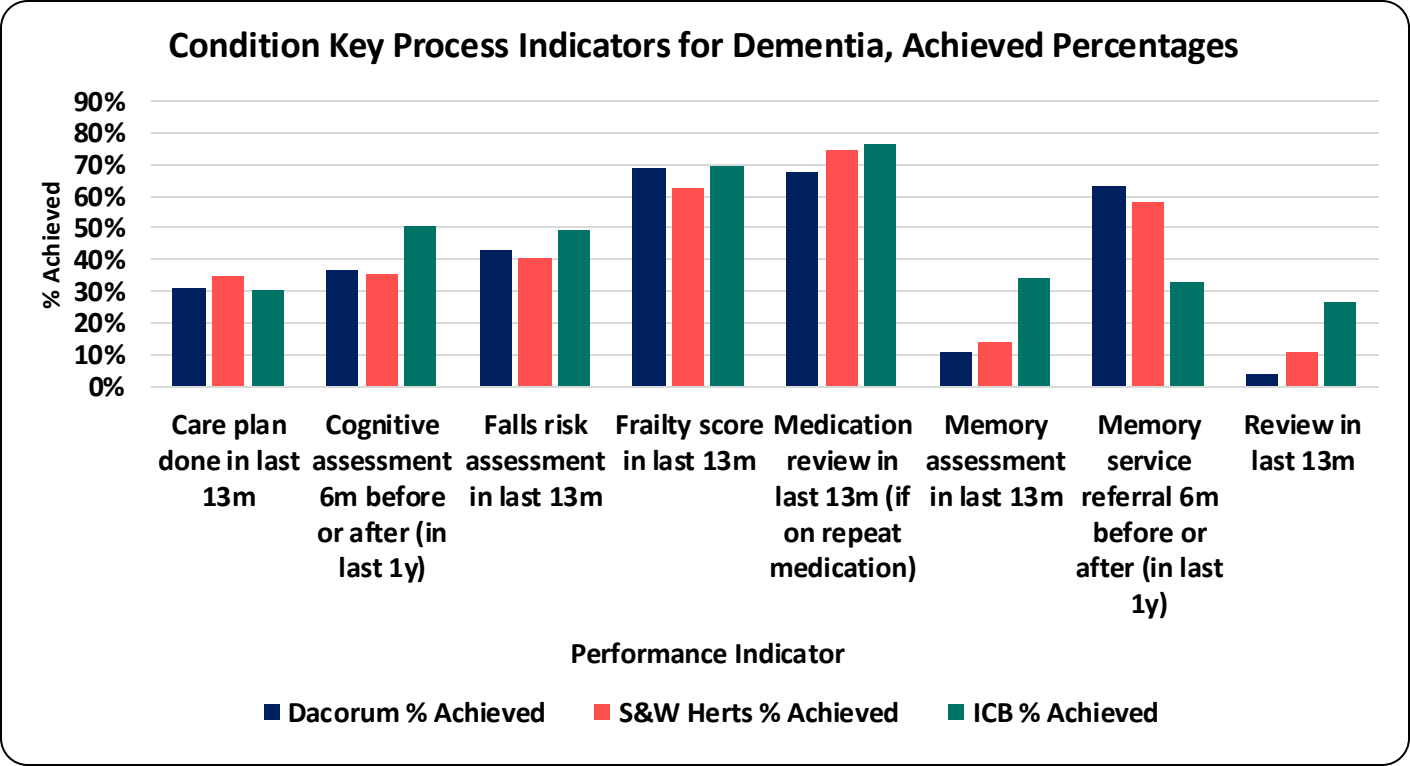 Condition Key Process Indicators for Dementia, Achieved Percentages
90%
80%
70%
60%
50%
40%
30%
20%
10%
0%
% Achieved
Care plan
done in last
13m
Cognitive
assessment
6m before
or after (in
last 1y)
Falls risk
assessment
in last 13m
Frailty score
in last 13m
Medication
review in
last 13m (if
on repeat
medication)
Memory
assessment
in last 13m
Memory
service
referral 6m
before or
after (in last
1y)
Review in
last 13m
Performance Indicator
Dacorum % Achieved
S&W Herts % Achieved
ICB % Achieved